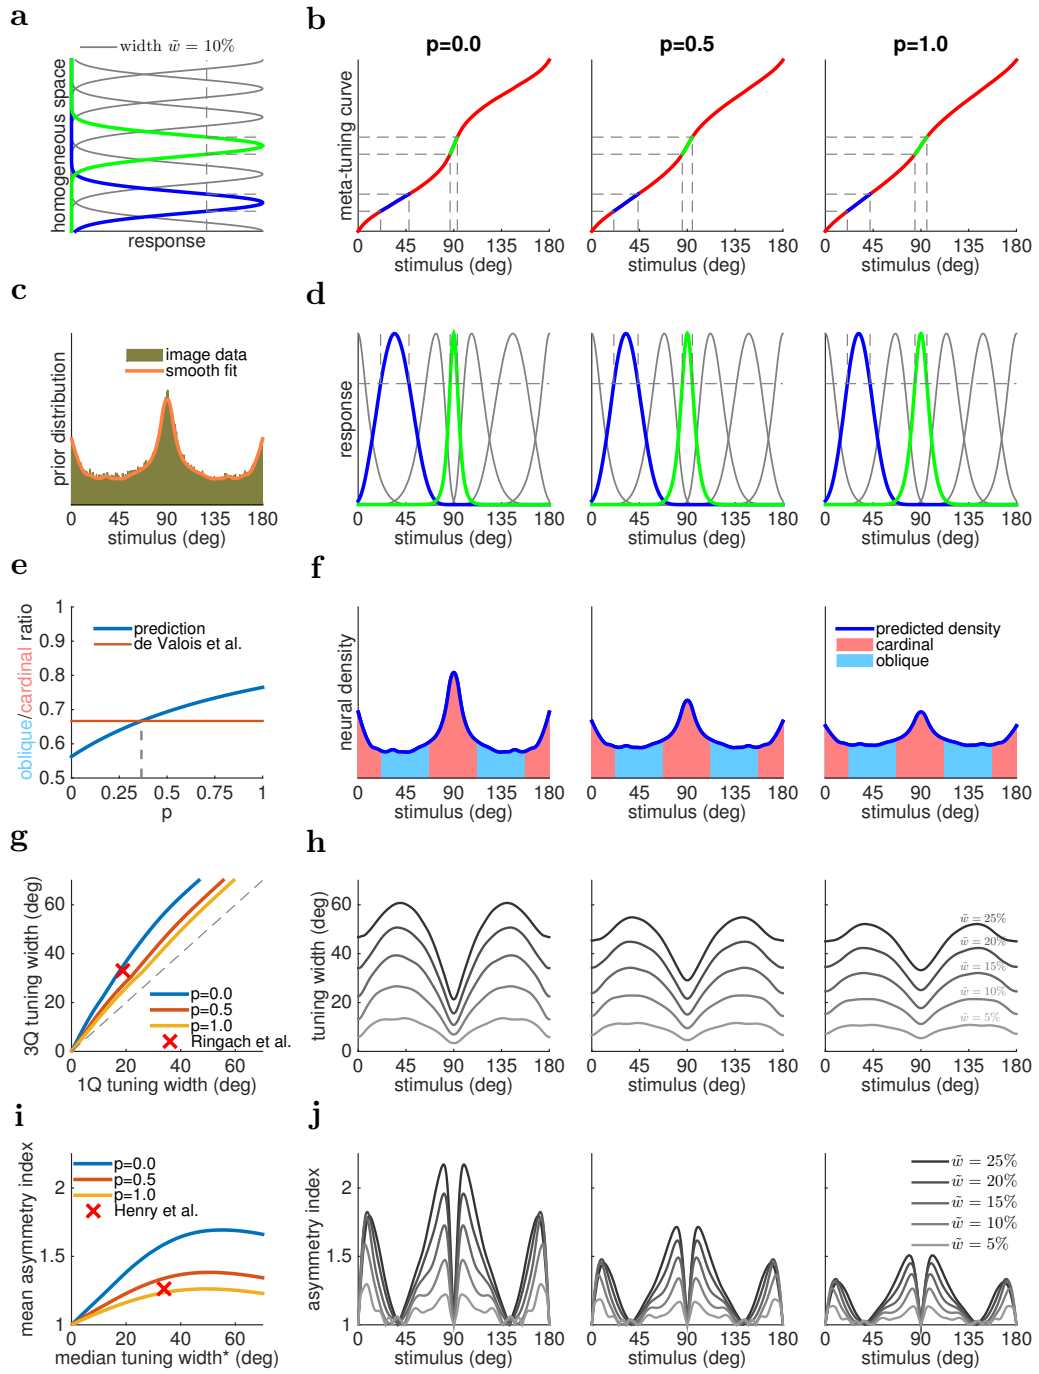 a
width w̃ = 10%
homogeneous space
response
b
p=0.0
p=0.5
p=1.0
meta-tuning curve
0 45 90 135 180
0 45 90 135 180
0 45 90 135 180
stimulus (deg)
stimulus (deg)
stimulus (deg)
c
prior distribution
image data
smooth fit
0 45 90 135 180
stimulus (deg)
d
response
0 45 90 135 180
0 45 90 135 180
0 45 90 135 180
stimulus (deg)
stimulus (deg)
stimulus (deg)
e
oblique/cardinal ratio
1
0.9
0.8
0.7
0.6
0.5
prediction
de Valois et al.
0 0.25 0.5 0.75 1
p
f
neural density
predicted density
cardinal
oblique
0 45 90 135 180
0 45 90 135 180
0 45 90 135 180
stimulus (deg)
stimulus (deg)
stimulus (deg)
g
3Q tuning width (deg)
60
40
20
0
p=0.0
p=0.5
p=1.0
Ringach et al.
0 20 40 60
1Q tuning width (deg)
h
tuning width (deg)
60
40
20
0
w̃ = 25%
w̃ = 20%
w̃ = 15%
w̃ = 10%
w̃ = 5%
0 45 90 135 180
0 45 90 135 180
0 45 90 135 180
stimulus (deg)
stimulus (deg)
stimulus (deg)
i
mean asymmetry index
2
1.5
1
p=0.0
p=0.5
p=1.0
Henry et al.
0 20 40 60
median tuning width* (deg)
j
asymmetry index
2
1.5
1
w̃ = 25%
w̃ = 20%
w̃ = 15%
w̃ = 10%
w̃ = 5%
0 45 90 135 180
0 45 90 135 180
0 45 90 135 180
stimulus (deg)
stimulus (deg)
stimulus (deg)